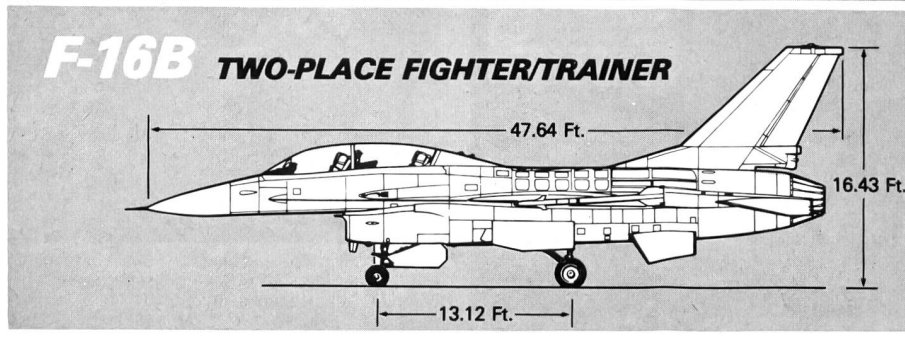 F-16B TWO-PLACE FIGHTER/TRAINER
47.64 Ft.
16.43 Ft.
13.12 Ft.